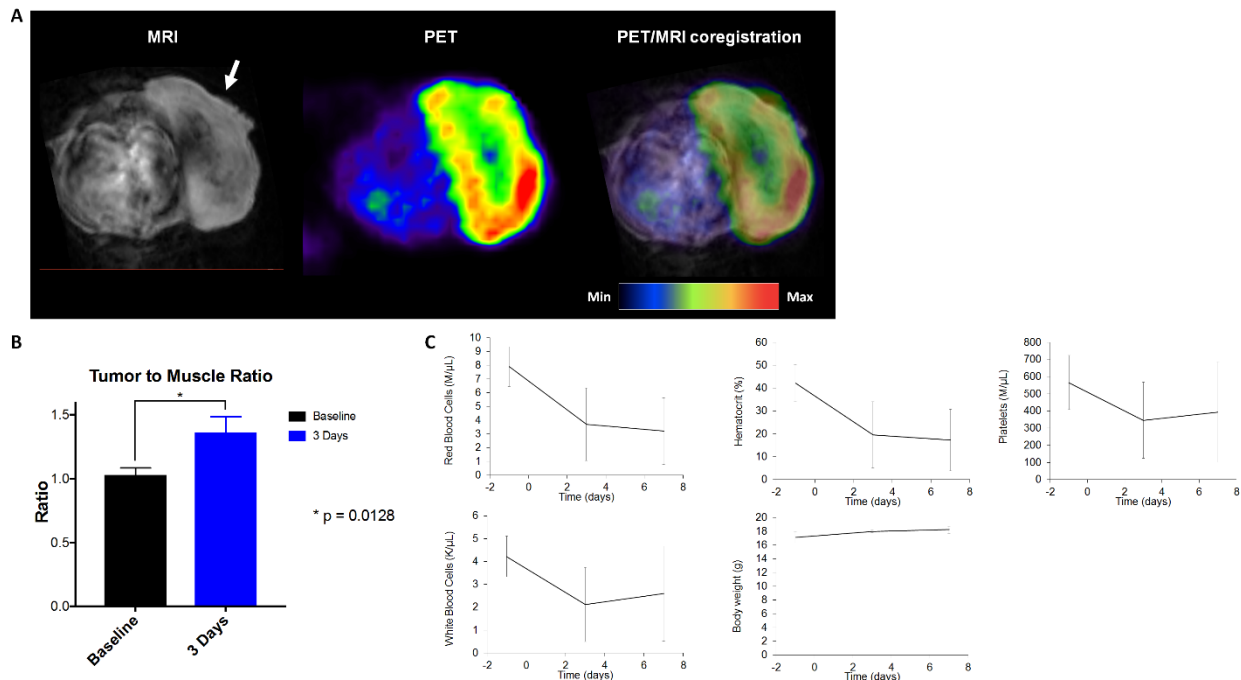 A
MRI
PET
PET/MRI coregistration
Min
Max
B
Tumor to Muscle Ratio
Ratio
1.5
1.0
0.5
0.0
*
Baseline
3 Days
* p = 0.0128
Baseline
3 Days
C
Red Blood Cells (M/µL)
10
9
8
7
6
5
4
3
2
1
0
-2 0 2 4 6 8
Time (days)
Hematocrit (%)
60
50
40
30
20
10
0
-2 0 2 4 6 8
Time (days)
Platelets (M/µL)
800
700
600
500
400
300
200
100
0
-2 0 2 4 6 8
Time (days)
White Blood Cells (K/µL)
6
5
4
3
2
1
0
-2 0 2 4 6 8
Time (days)
Body weight (g)
20
18
16
14
12
10
8
6
4
2
0
-2 0 2 4 6 8
Time (days)